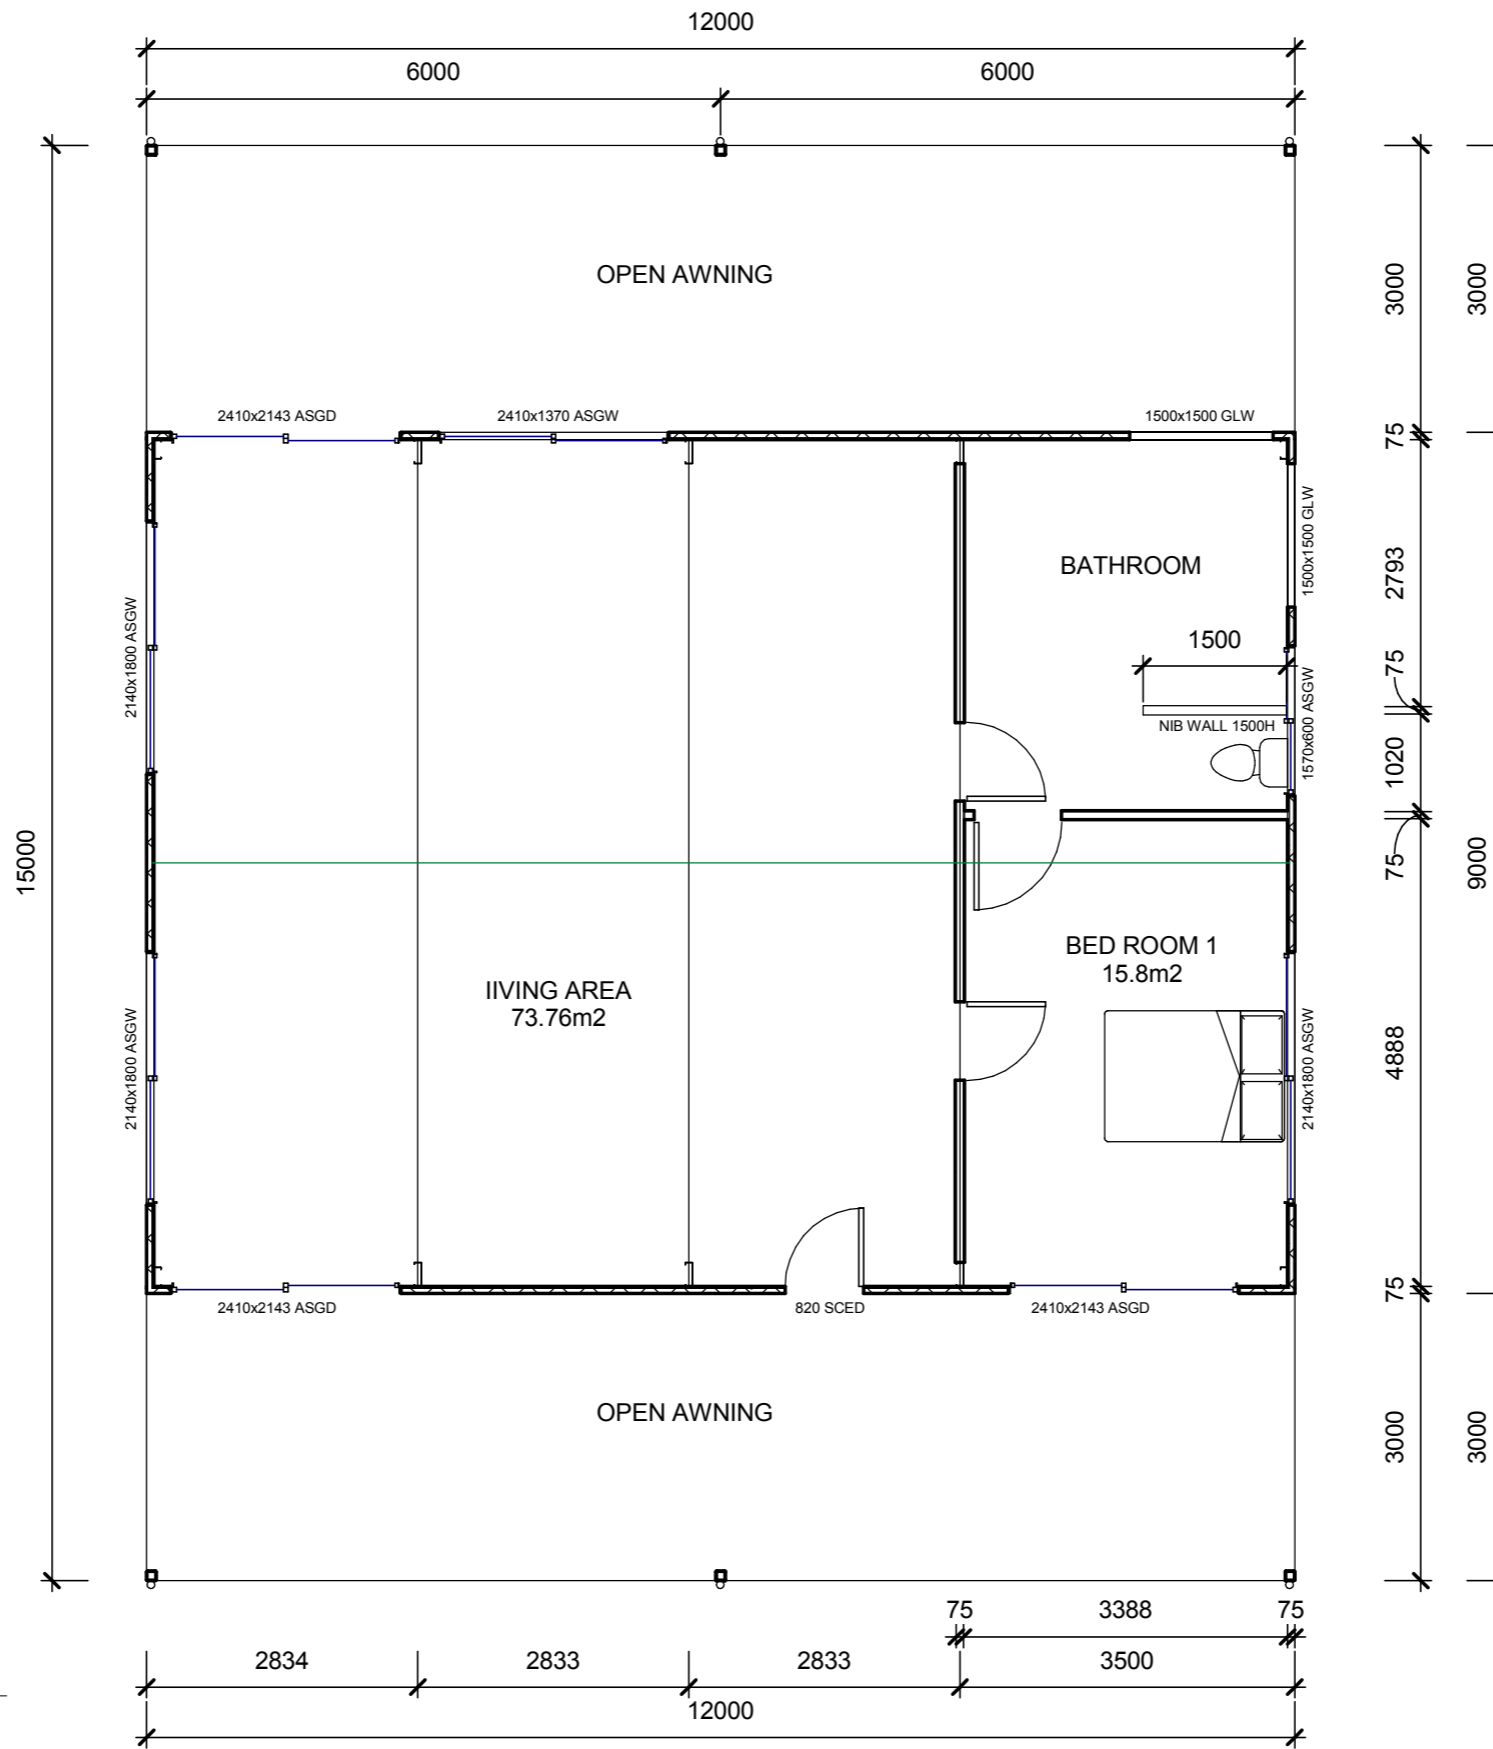 12000
6000
6000
OPEN AWNING
3000
3000
2410x2143 ASGD
2410x1370 ASGW
1500x1500 GLW
75
1500x1500 GLW
BATHROOM
2793
2140x1800 ASGW
1500
75
NIB WALL 1500H
1570x600 ASGW
1020
15000
75
9000
BED ROOM 1
15.8m2
IIVING AREA
73.76m2
2140x1800 ASGW
2140x1800 ASGW
4888
2410x2143 ASGD
820 SCED
2410x2143 ASGD
75
OPEN AWNING
3000
3000
75
3388
75
2834
2833
2833
3500
12000